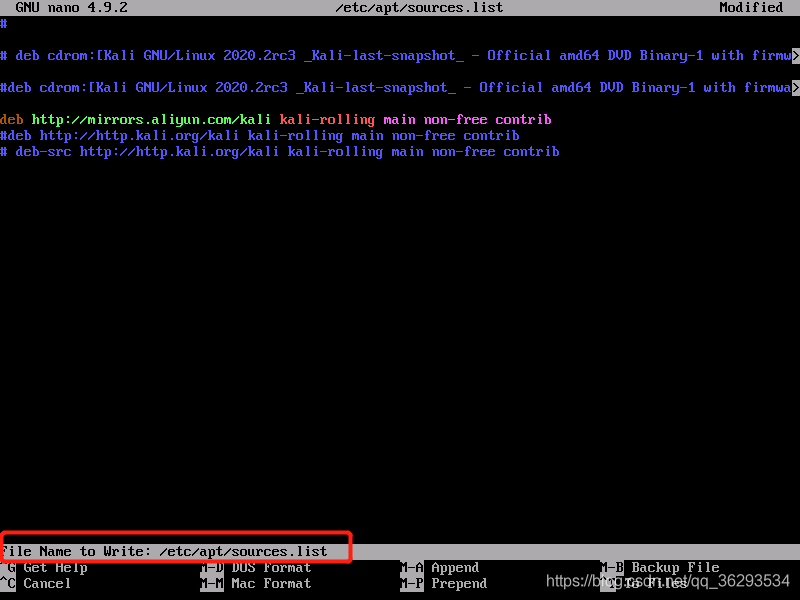 GNU nano 4.9.2 /etc/apt/sources.list Modified
#
# deb cdrom:[Kali GNU/Linux 2020.2rc3 _Kali-last-snapshot_ - Official amd64 DVD Binary-1 with firmw>
#deb cdrom:[Kali GNU/Linux 2020.2rc3 _Kali-last-snapshot_ - Official amd64 DVD Binary-1 with firmwa>
deb http://mirrors.aliyun.com/kali kali-rolling main non-free contrib
#deb http://http.kali.org/kali kali-rolling main non-free contrib
# deb-src http://http.kali.org/kali kali-rolling main non-free contrib
File Name to Write: /etc/apt/sources.list
^G Get Help M-D DOS Format M-A Append M-B Backup File
^C Cancel M-M Mac Format M-P Prepend To Files
https://blog.csdn.net/qq_36293534